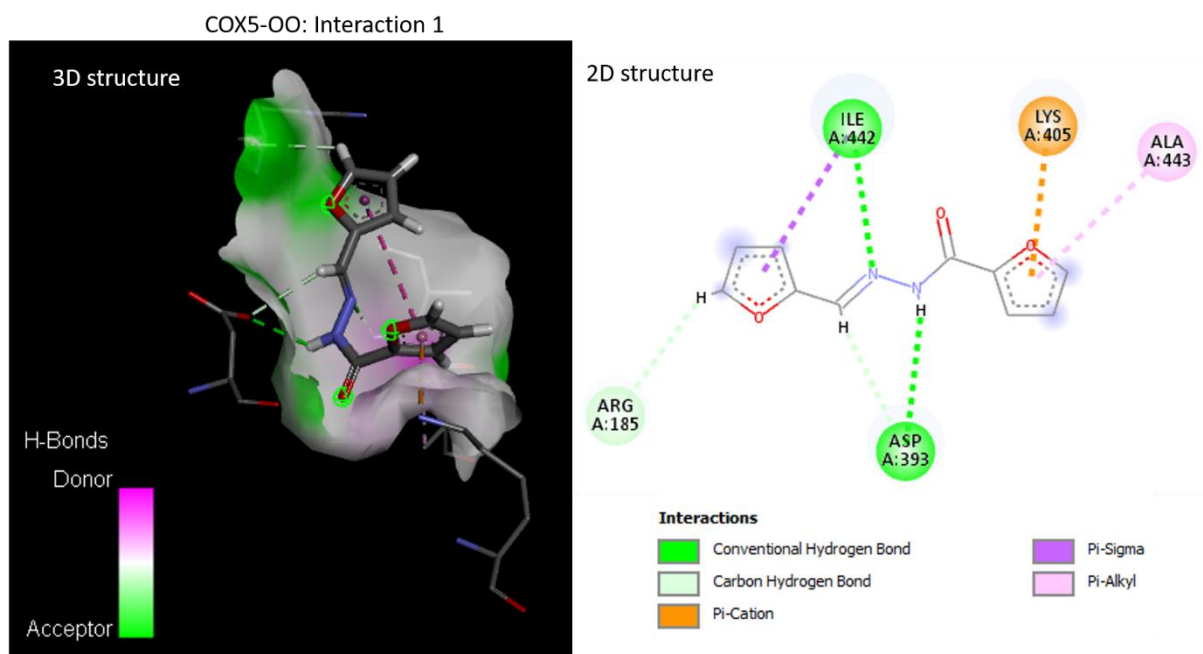 COX5-OO: Interaction 1
3D structure
H-Bonds
Donor
Acceptor
2D structure
ILE
A:442
LYS
A:405
ALA
A:443
O
O
N
N
H
H
O
H
ARG
A:185
ASP
A:393
Interactions
Conventional Hydrogen Bond
Carbon Hydrogen Bond
Pi-Cation
Pi-Sigma
Pi-Alkyl